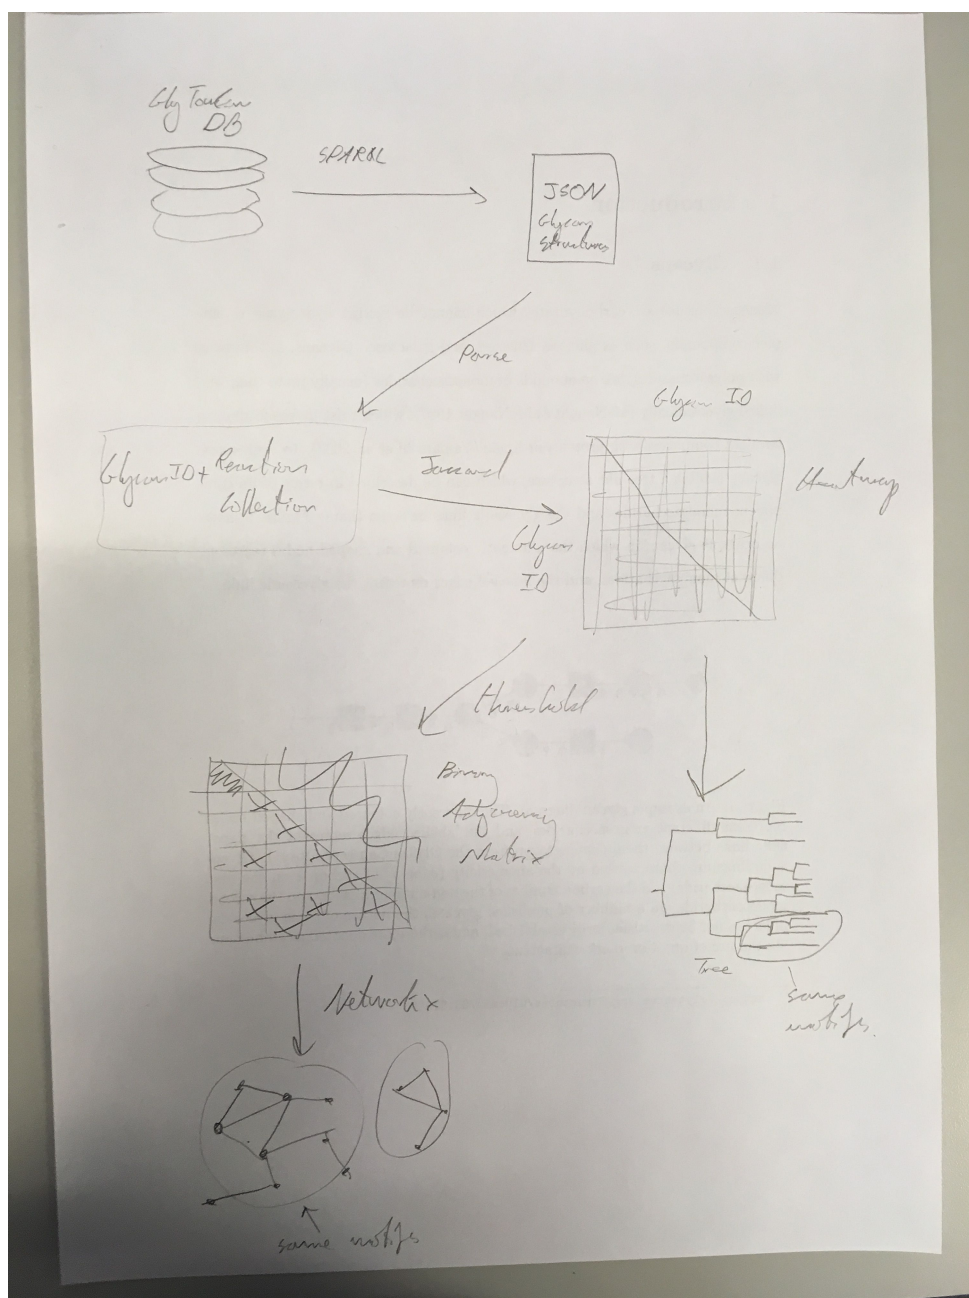 GlyTouCan
DB
SPARQL
JSON
Glycan
Structures
Parse
Glycan ID
Glycan ID + Reaction
Collection
Jaccard
Heatmap
Glycan
ID
Threshold
Binary
Adjacency
Matrix
Tree
same
motifs.
Networkx
same motifs